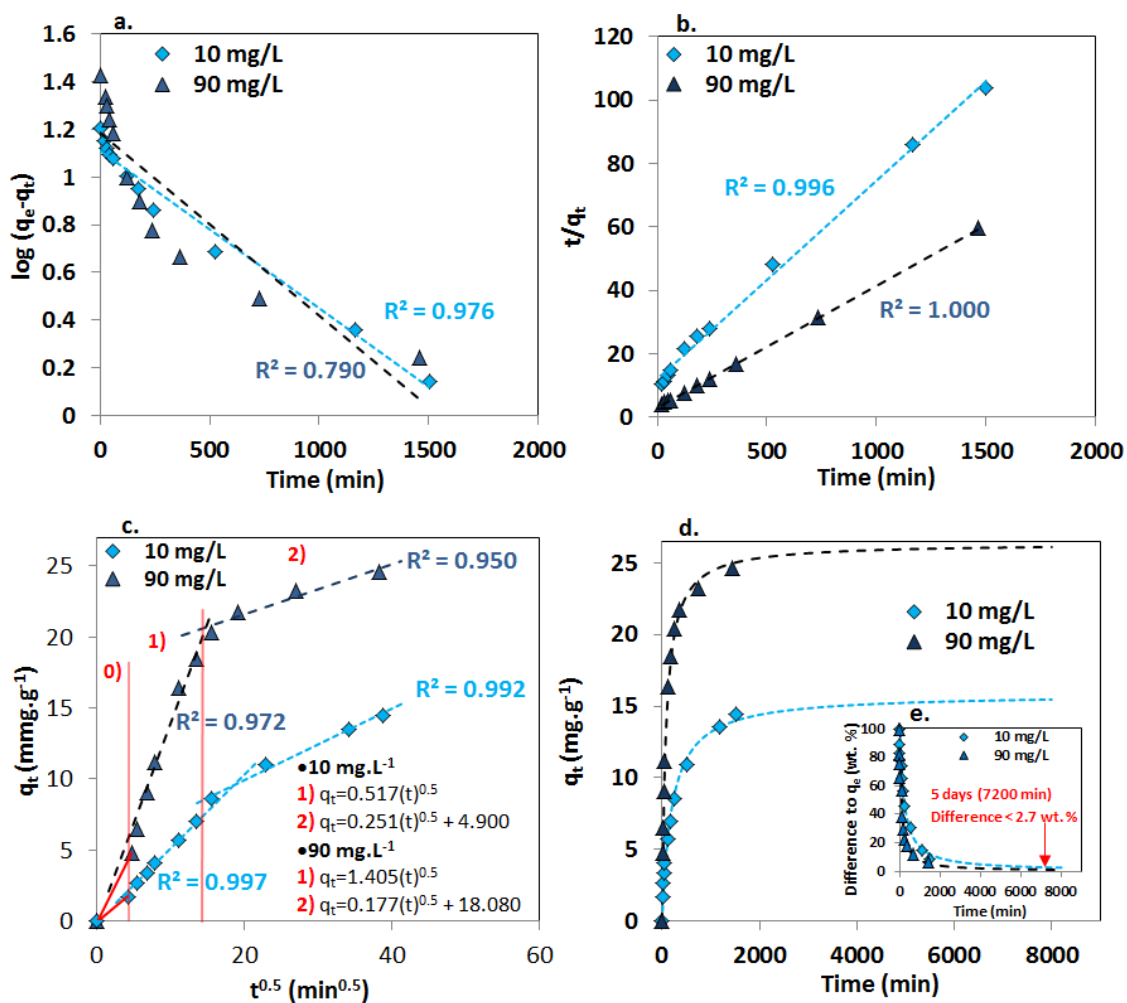 a.
10 mg/L
90 mg/L
1.6
1.4
1.2
1
0.8
0.6
0.4
0.2
0
log (qₑ-qₜ)
R² = 0.976
R² = 0.790
0
500
1000
1500
2000
Time (min)
b.
10 mg/L
90 mg/L
120
100
80
60
40
20
0
t/qₜ
R² = 0.996
R² = 1.000
0
500
1000
1500
2000
Time (min)
c.
10 mg/L
90 mg/L
25
20
15
10
5
0
qₜ (mmg.g⁻¹)
0)
1)
2)
R² = 0.950
R² = 0.972
R² = 0.992
R² = 0.997
●10 mg.L⁻¹
1) qₜ=0.517(t)⁰·⁵
2) qₜ=0.251(t)⁰·⁵ + 4.900
●90 mg.L⁻¹
1) qₜ=1.405(t)⁰·⁵
2) qₜ=0.177(t)⁰·⁵ + 18.080
0
20
40
60
t⁰·⁵ (min⁰·⁵)
d.
10 mg/L
90 mg/L
25
20
15
10
5
0
qₜ (mg.g⁻¹)
0
2000
4000
6000
8000
Time (min)
e.
10 mg/L
90 mg/L
100
80
60
40
20
0
Difference to qₑ (wt. %)
5 days (7200 min)
Difference < 2.7 wt. %
0
2000
4000
6000
8000
Time (min)